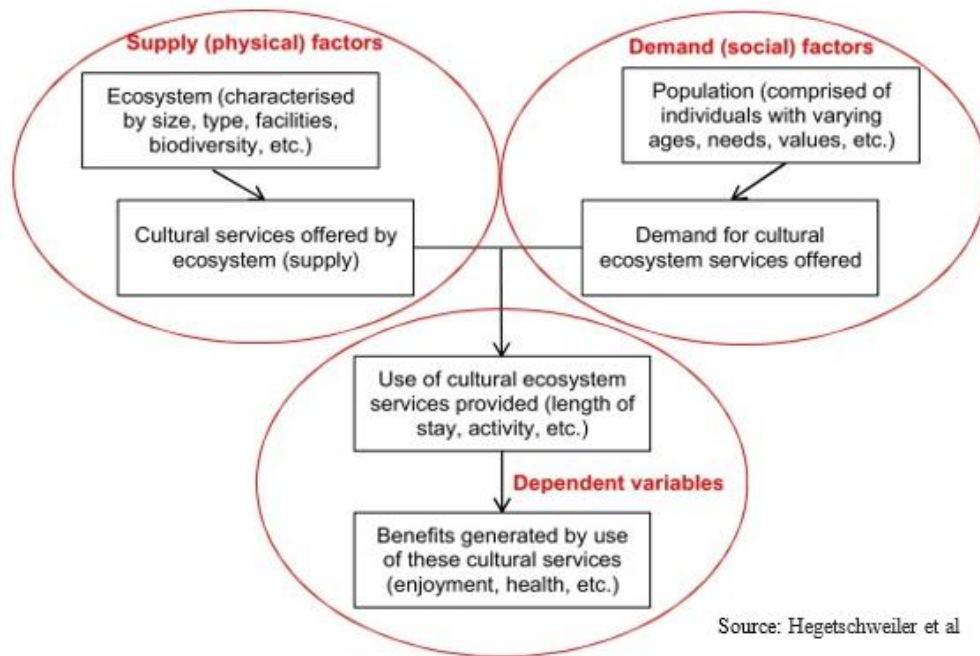 Supply (physical) factors
Ecosystem (characterised
by size, type, facilities,
biodiversity, etc.)
Cultural services offered by
ecosystem (supply)
Demand (social) factors
Population (comprised of
individuals with varying
ages, needs, values, etc.)
Demand for cultural
ecosystem services offered
Use of cultural ecosystem
services provided (length of
stay, activity, etc.)
Dependent variables
Benefits generated by use
of these cultural services
(enjoyment, health, etc.)
Source: Hegetschweiler et al